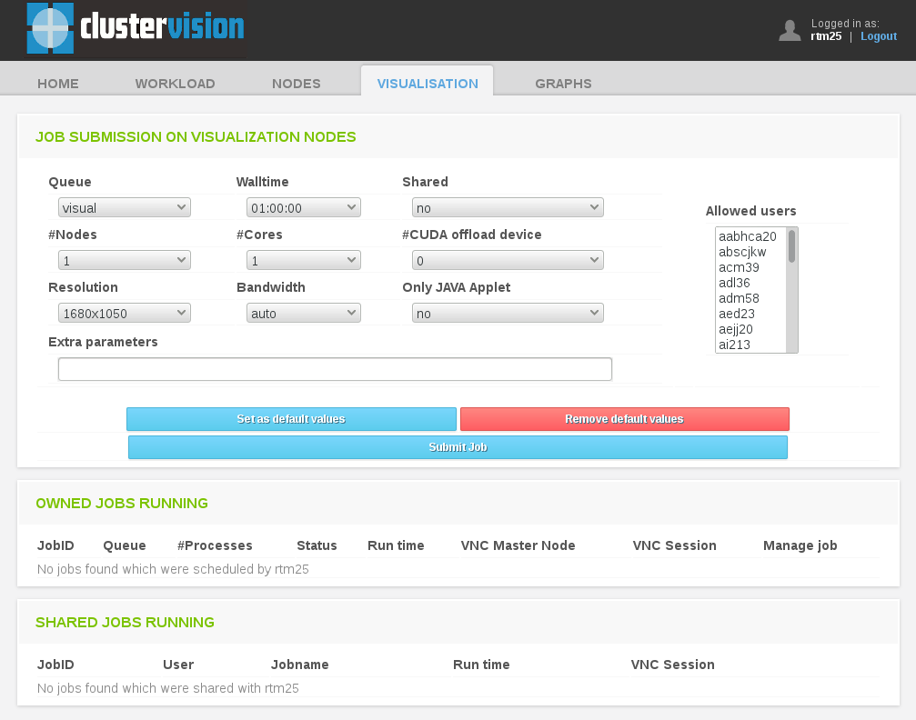 clustervision
Logged in as:
rtm25 | Logout
HOME WORKLOAD NODES VISUALISATION GRAPHS
JOB SUBMISSION ON VISUALIZATION NODES
Queue Walltime Shared
visual 01:00:00 no
#Nodes #Cores #CUDA offload device
1 1 0
Resolution Bandwidth Only JAVA Applet
1680x1050 auto no
Extra parameters
Allowed users
aabhca20
abscjkw
acm39
adl36
adm58
aed23
aejj20
ai213
Set as default values Remove default values
Submit Job
OWNED JOBS RUNNING
JobID Queue #Processes Status Run time VNC Master Node VNC Session Manage job
No jobs found which were scheduled by rtm25
SHARED JOBS RUNNING
JobID User Jobname Run time VNC Session
No jobs found which were shared with rtm25